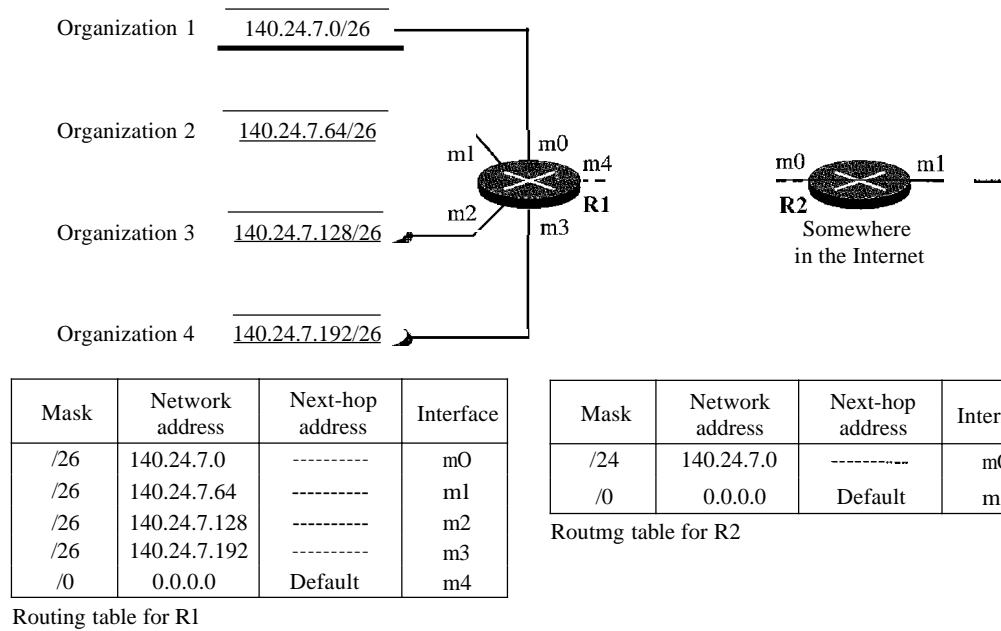 Organization 1 140.24.7.0/26
Organization 2 140.24.7.64/26
Organization 3 140.24.7.128/26
Organization 4 140.24.7.192/26
m1 m0 m4
m2 R1
m3
m0 m1
R2
Somewhere
in the Internet
Mask Network address Next-hop address Interface
/26 140.24.7.0 ---------- mO
/26 140.24.7.64 ---------- ml
/26 140.24.7.128 ---------- m2
/26 140.24.7.192 ---------- m3
/0 0.0.0.0 Default m4
Routing table for Rl
Mask Network address Next-hop address Interf
/24 140.24.7.0 ---------- m0
/0 0.0.0.0 Default m
Routmg table for R2